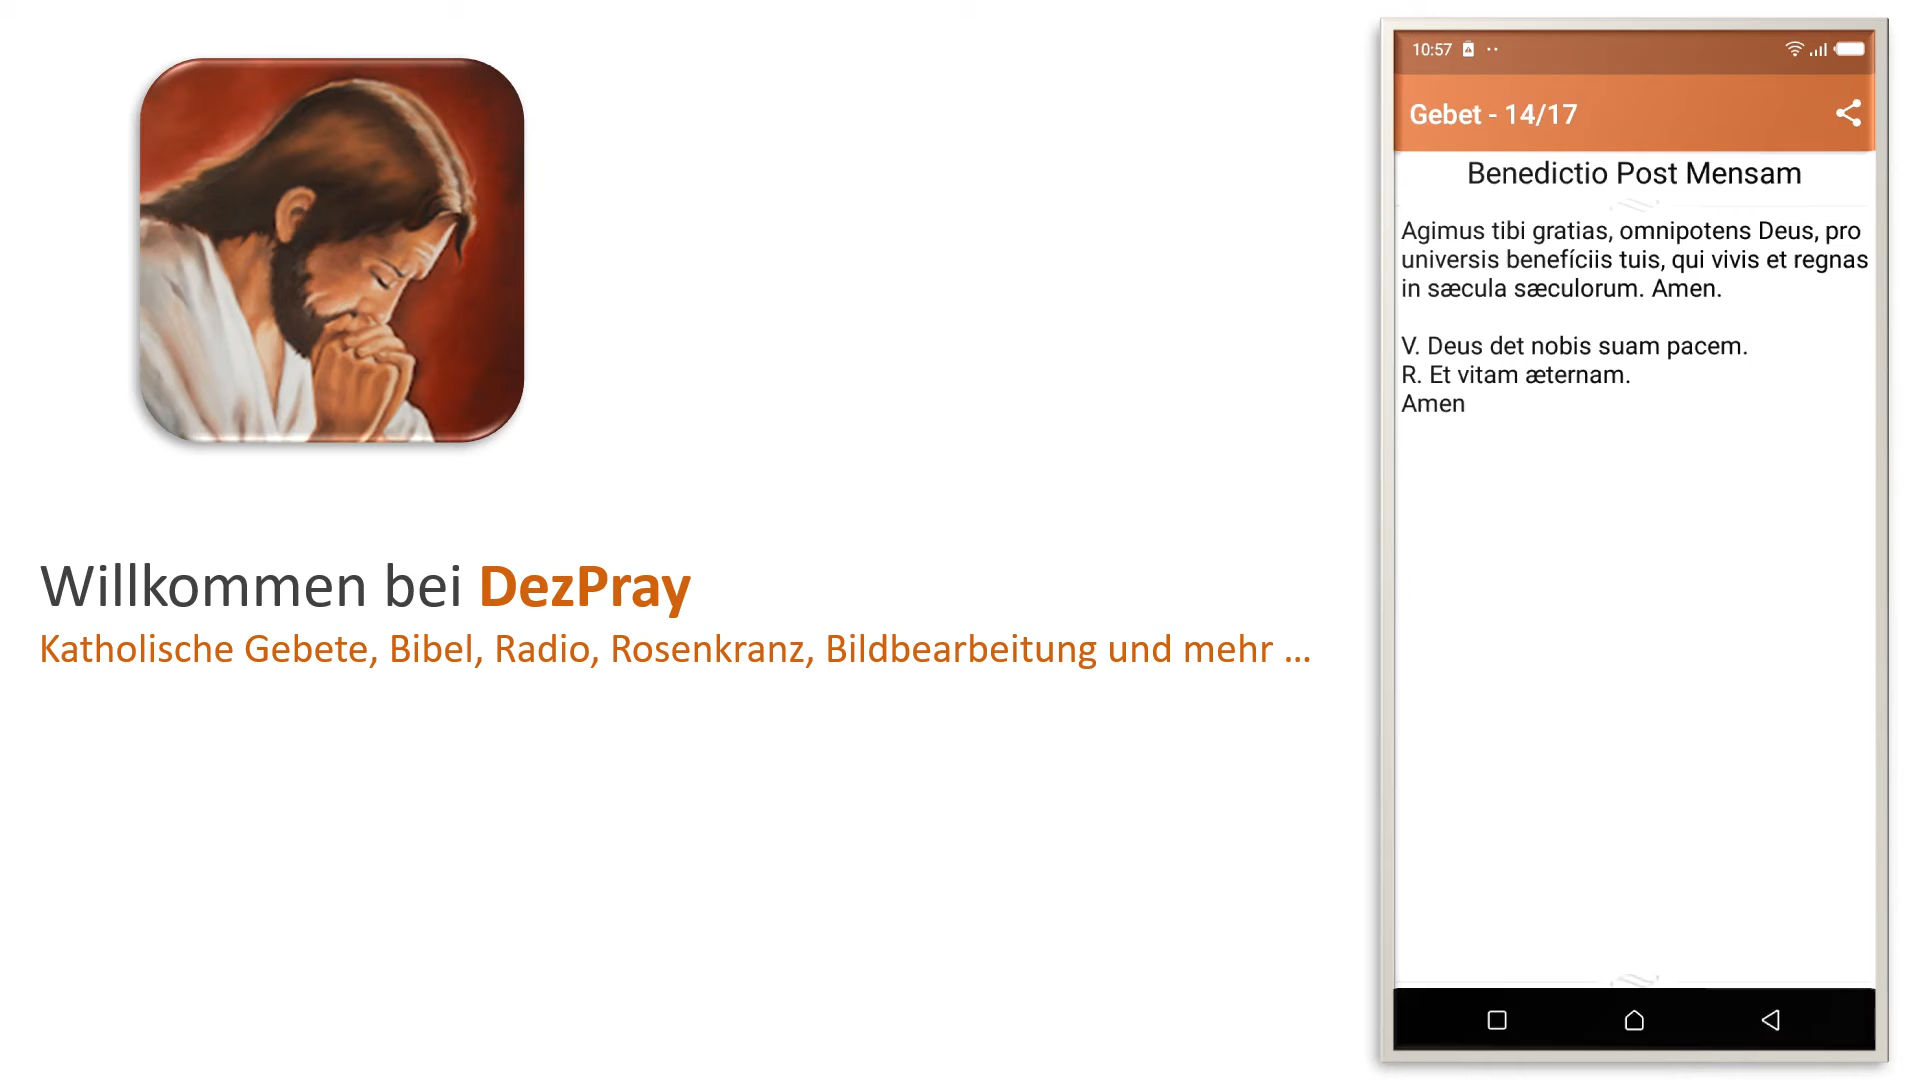 Willkommen bei DezPray
Katholische Gebete, Bibel, Radio, Rosenkranz, Bildbearbeitung und mehr ...
10:57
Gebet - 14/17
Benedictio Post Mensam
Agimus tibi gratias, omnipotens Deus, pro
universis benefíciis tuis, qui vivis et regnas
in sæcula sæculorum. Amen.
V. Deus det nobis suam pacem.
R. Et vitam æternam.
Amen